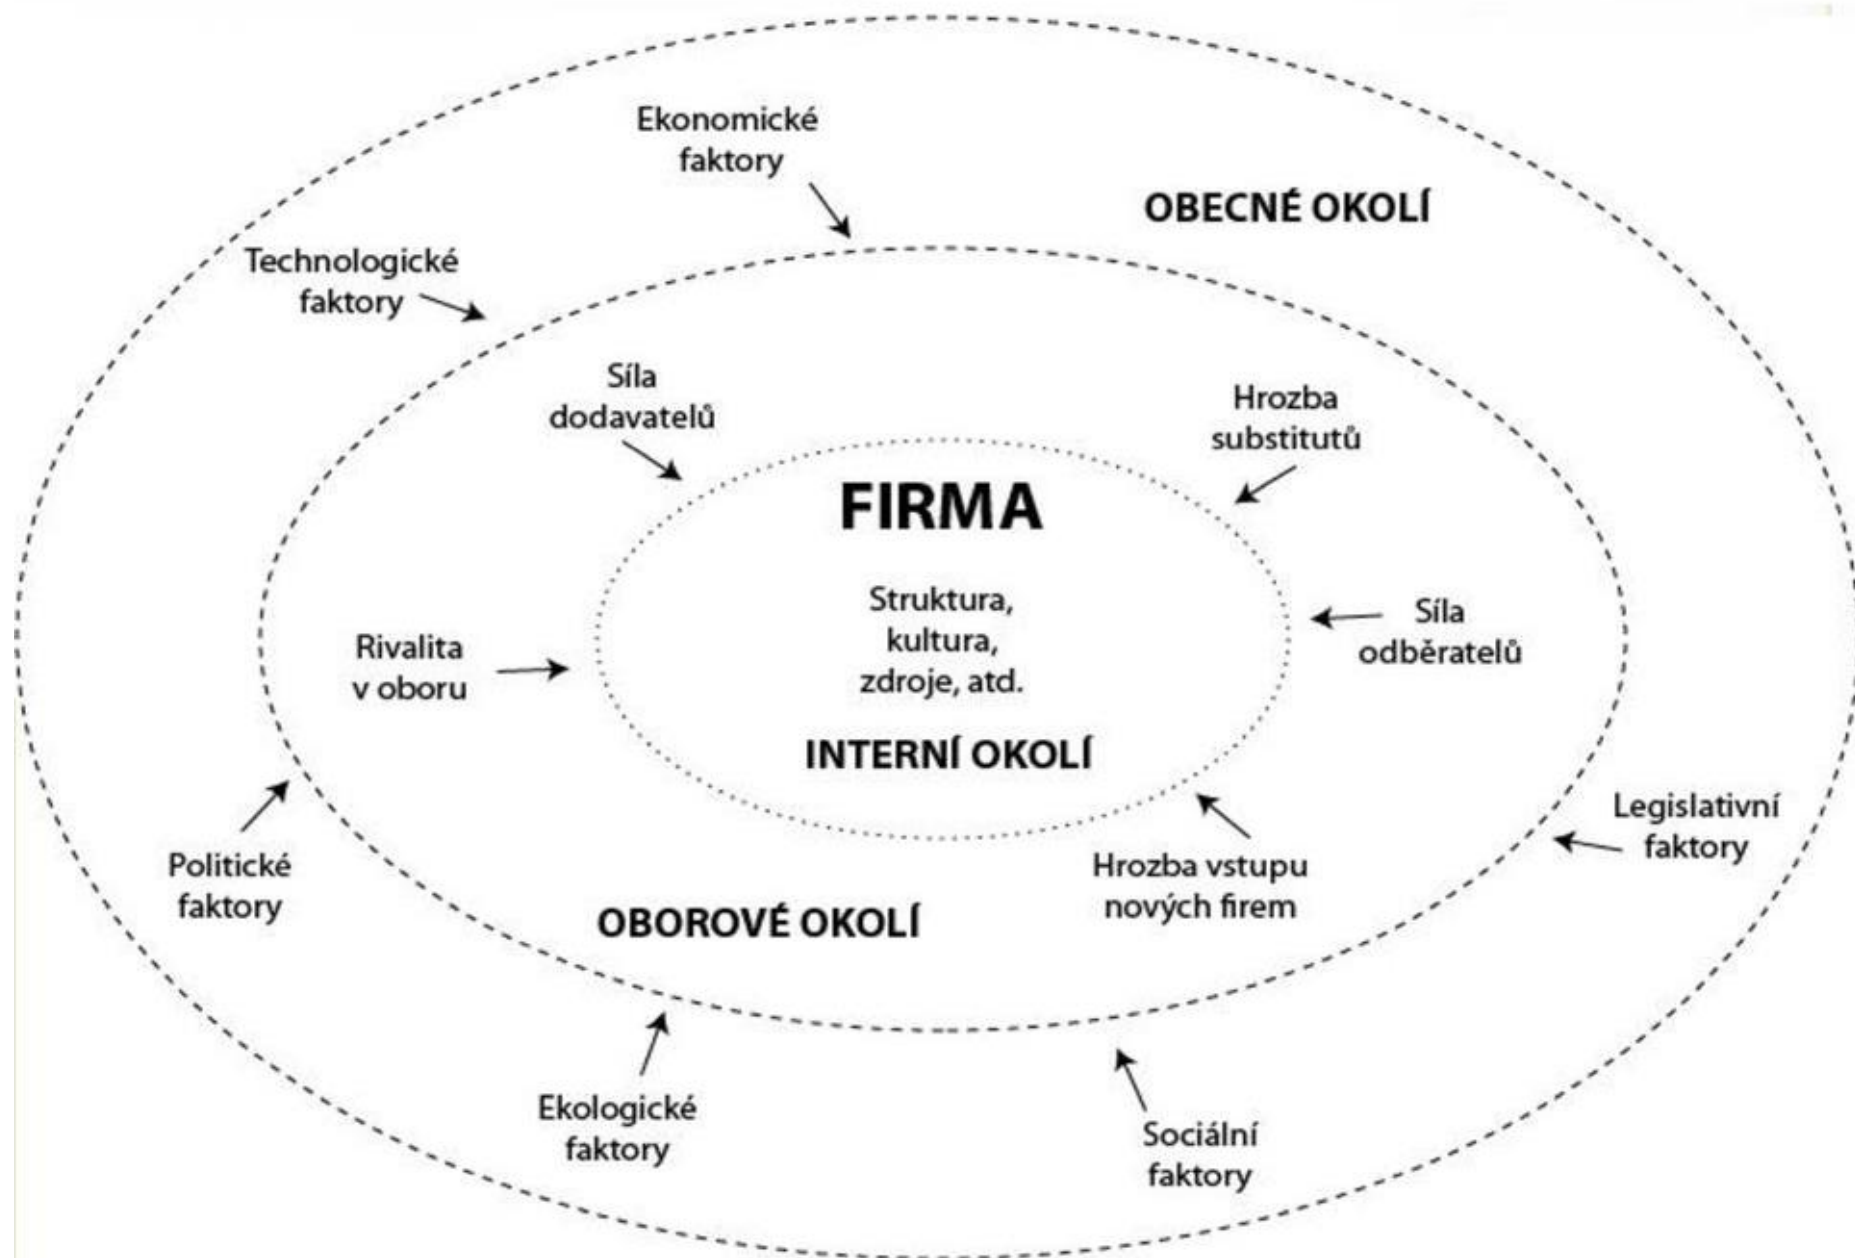 Ekonomické
faktory
OBECNÉ OKOLÍ
Technologické
faktory
Síla
dodavatelů
Hrozba
substitutů
FIRMA
Struktura,
kultura,
zdroje, atd.
INTERNÍ OKOLÍ
Rivalita
v oboru
Síla
odběratelů
Politické
faktory
OBOROVÉ OKOLÍ
Hrozba vstupu
nových firem
Legislativní
faktory
Ekologické
faktory
Sociální
faktory